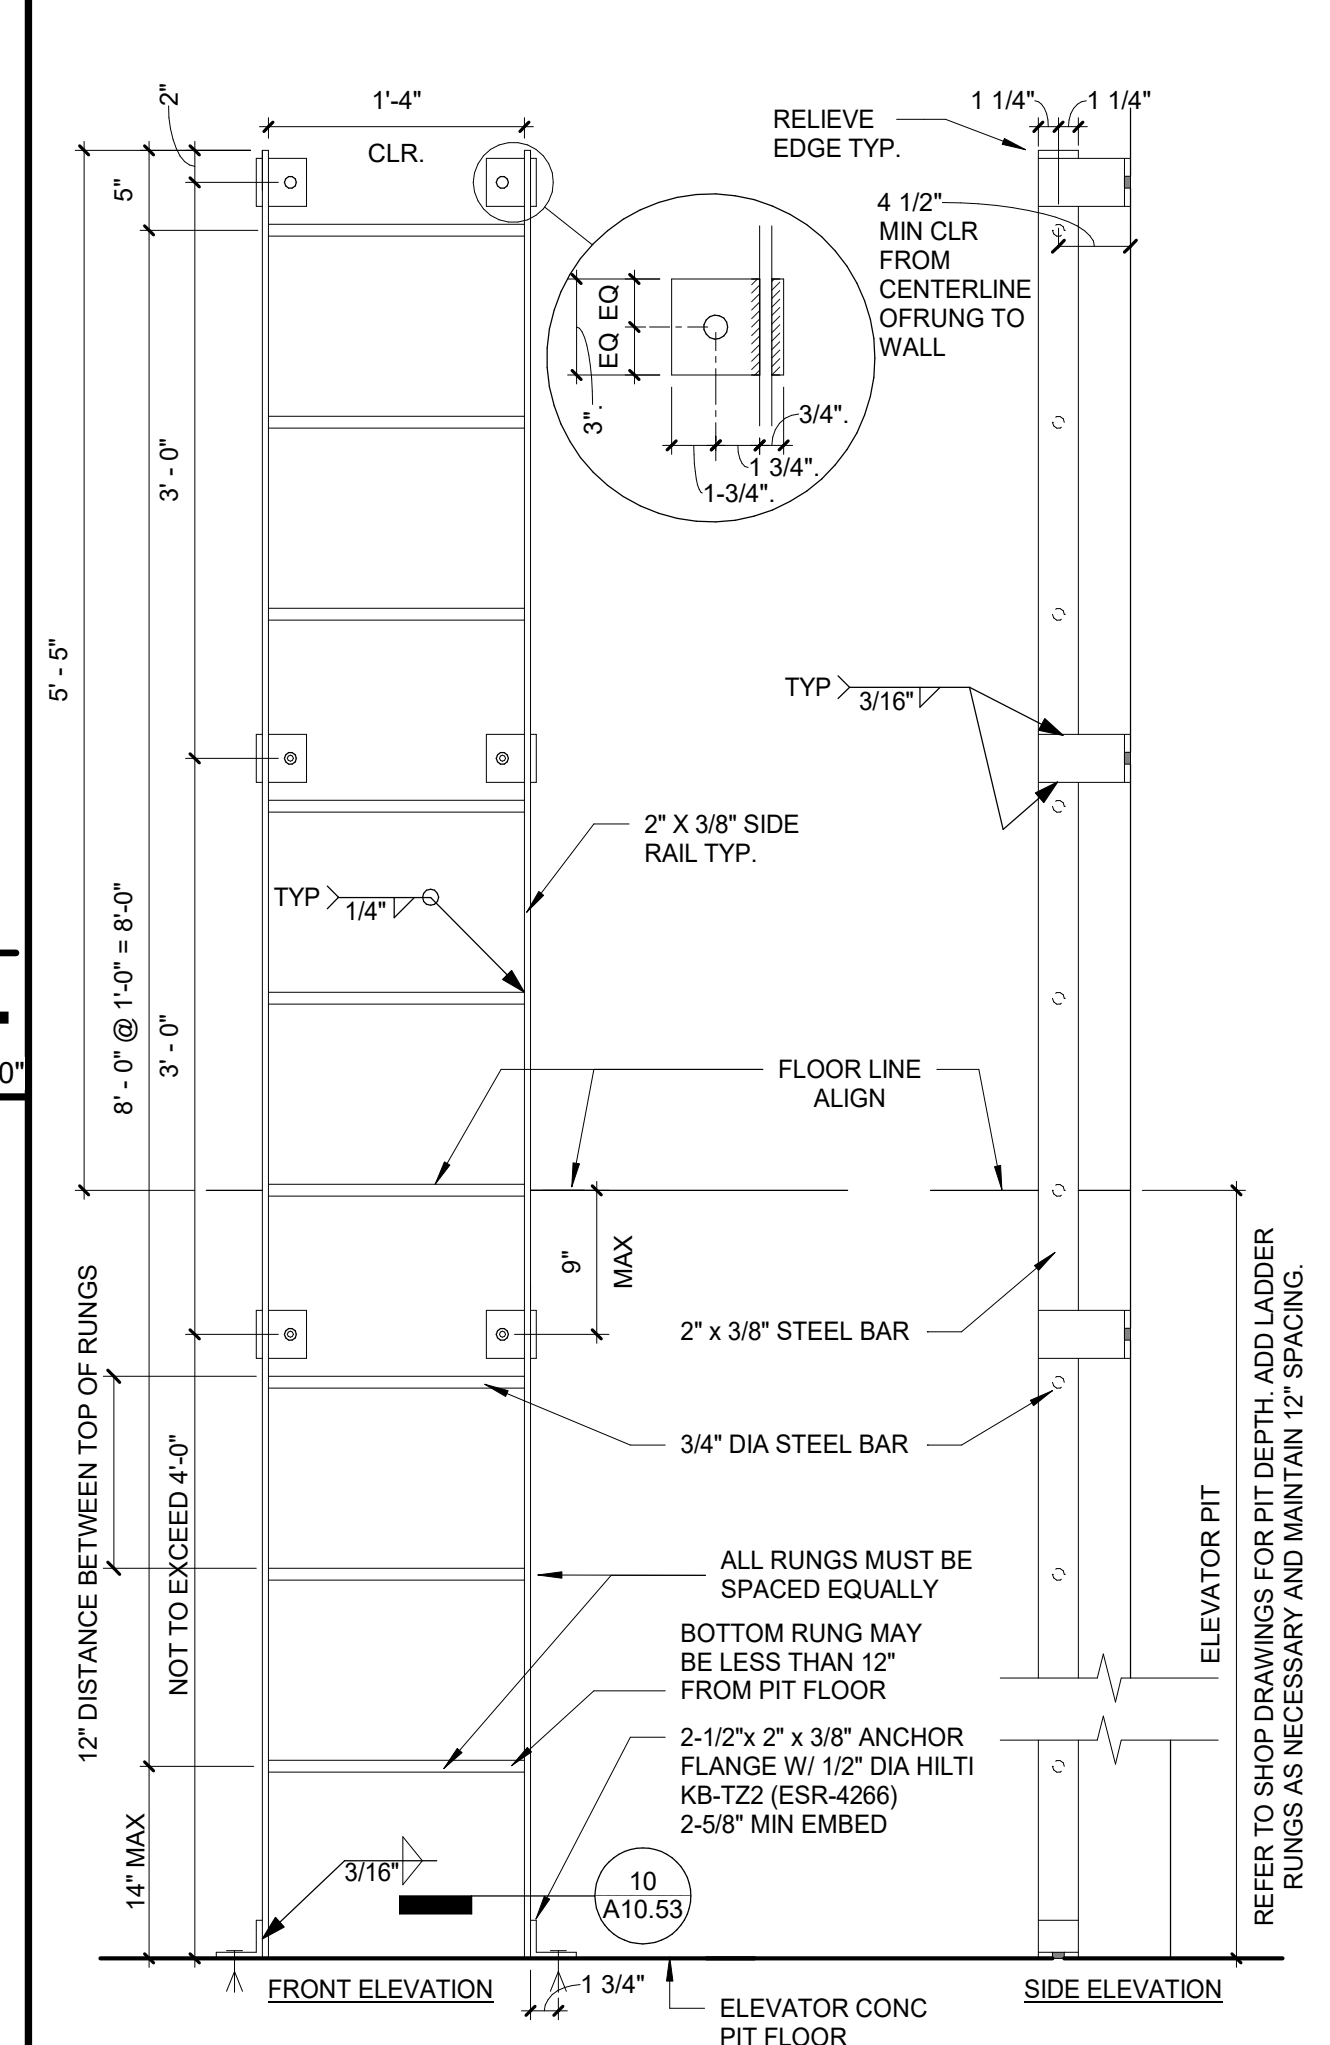 2"
1'-4"
CLR.
5"
3' - 0"
5' - 5"
8' - 0" @ 1'-0" = 8'-0"
3' - 0"
0"
12" DISTANCE BETWEEN TOP OF RUNGS
NOT TO EXCEED 4'-0"
14" MAX
RELIEVE
EDGE TYP.
1 1/4"
1 1/4"
4 1/2"
MIN CLR
FROM
CENTERLINE
OFRUNG TO
WALL
EQ EQ
3".
3/4".
1 3/4".
1-3/4".
TYP
3/16"
2" X 3/8" SIDE
RAIL TYP.
TYP
1/4"
FLOOR LINE
ALIGN
9"
MAX
2" x 3/8" STEEL BAR
3/4" DIA STEEL BAR
ALL RUNGS MUST BE
SPACED EQUALLY
BOTTOM RUNG MAY
BE LESS THAN 12"
FROM PIT FLOOR
2-1/2"x 2" x 3/8" ANCHOR
FLANGE W/ 1/2" DIA HILTI
KB-TZ2 (ESR-4266)
2-5/8" MIN EMBED
3/16"
10
A10.53
ELEVATOR PIT
REFER TO SHOP DRAWINGS FOR PIT DEPTH. ADD LADDER
RUNGS AS NECESSARY AND MAINTAIN 12" SPACING.
FRONT ELEVATION
1 3/4"
SIDE ELEVATION
ELEVATOR CONC
PIT FLOOR